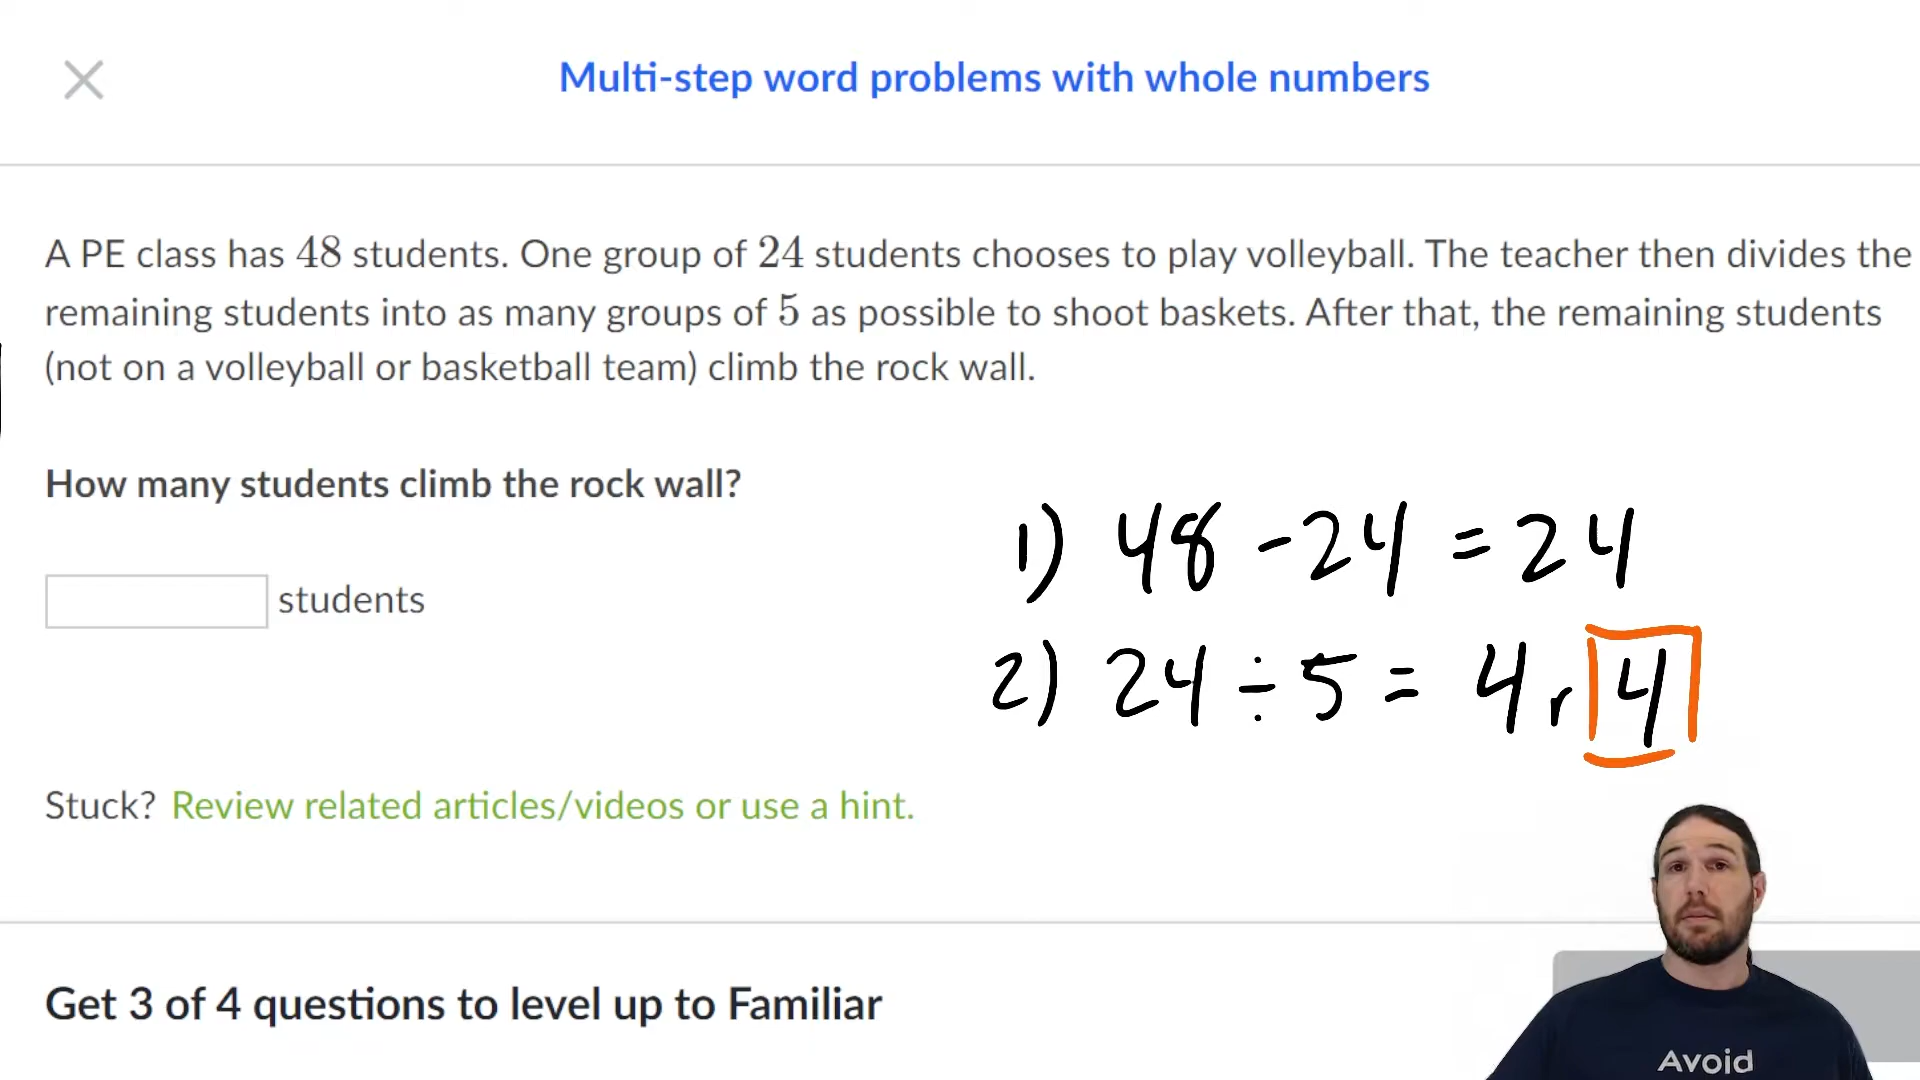 Multi-step word problems with whole numbers
A PE class has 48 students. One group of 24 students chooses to play volleyball. The teacher then divides the
remaining students into as many groups of 5 as possible to shoot baskets. After that, the remaining students
(not on a volleyball or basketball team) climb the rock wall.
How many students climb the rock wall?
students
1) 48 - 24 = 24
2) 24 ÷ 5 = 4 r 4
Stuck? Review related articles/videos or use a hint.
Get 3 of 4 questions to level up to Familiar
Avoid